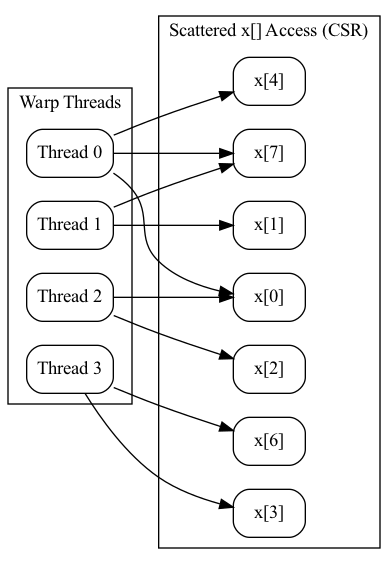 Scattered x[] Access (CSR)
Warp Threads
Thread 0
Thread 1
Thread 2
Thread 3
x[4]
x[7]
x[1]
x[0]
x[2]
x[6]
x[3]